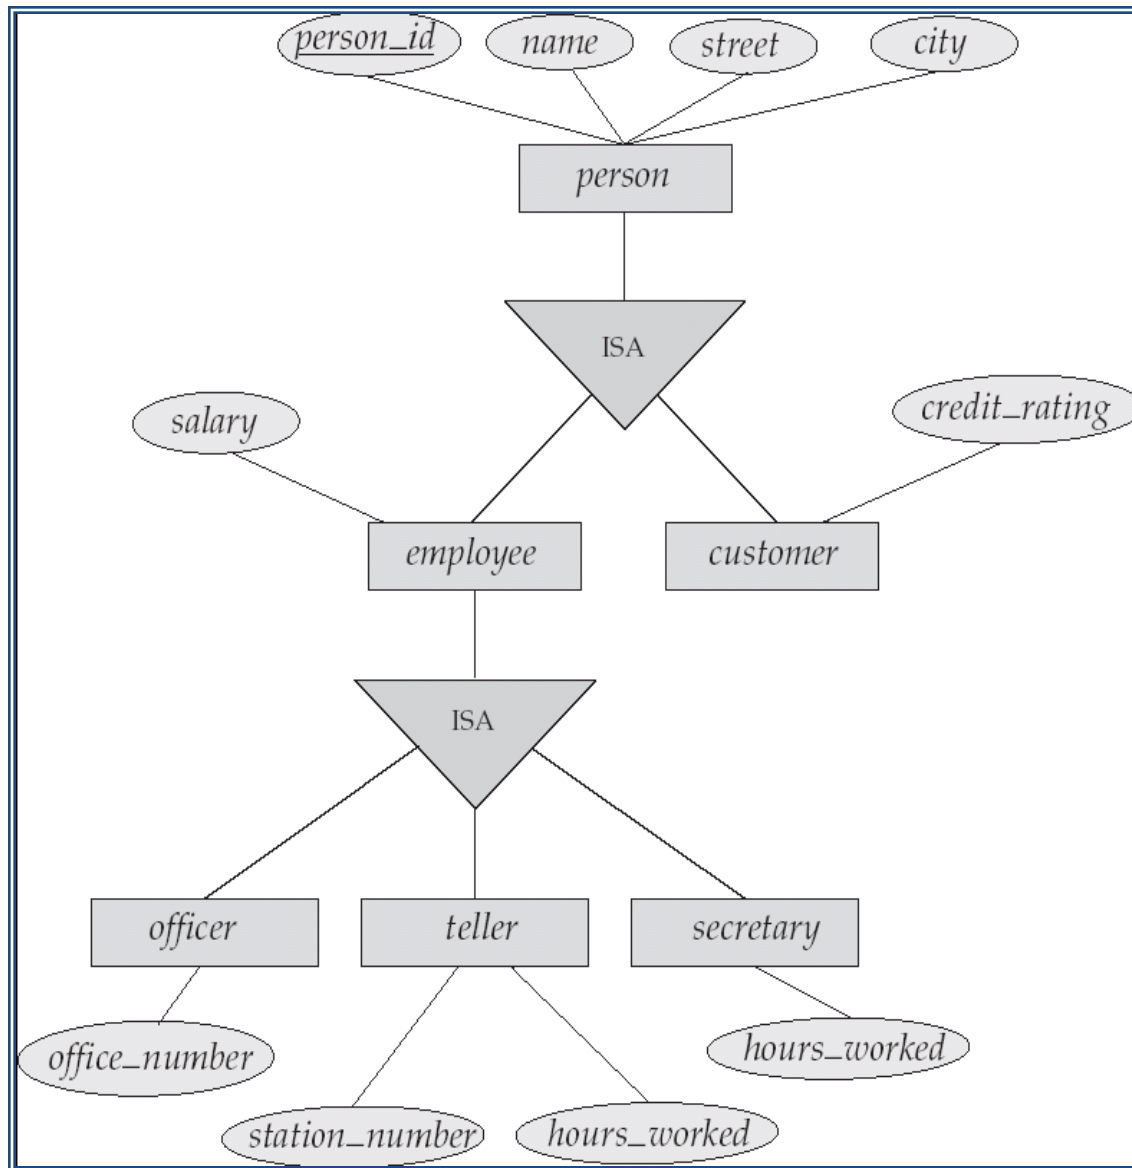 person_id name street city
person
ISA
salary credit_rating
employee customer
ISA
officer teller secretary
office_number hours_worked
station_number hours_worked